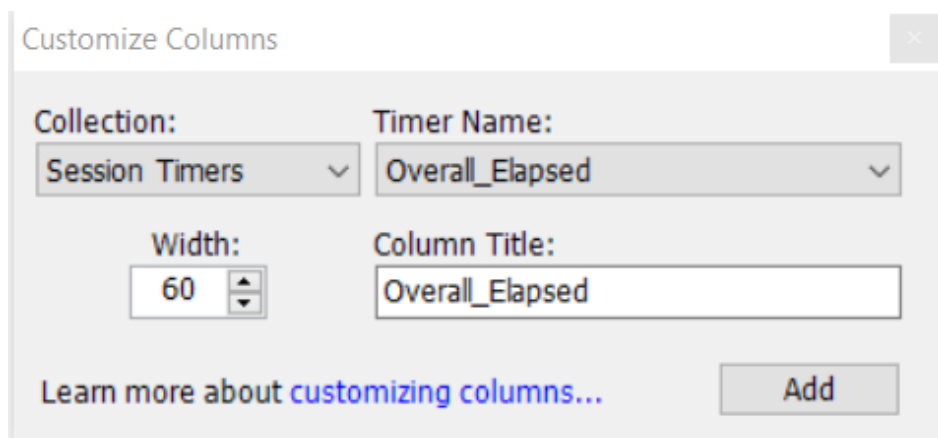 Customize Columns
Collection:
Timer Name:
Session Timers
Overall_Elapsed
Width:
Column Title:
60
Overall_Elapsed
Learn more about customizing columns...
Add